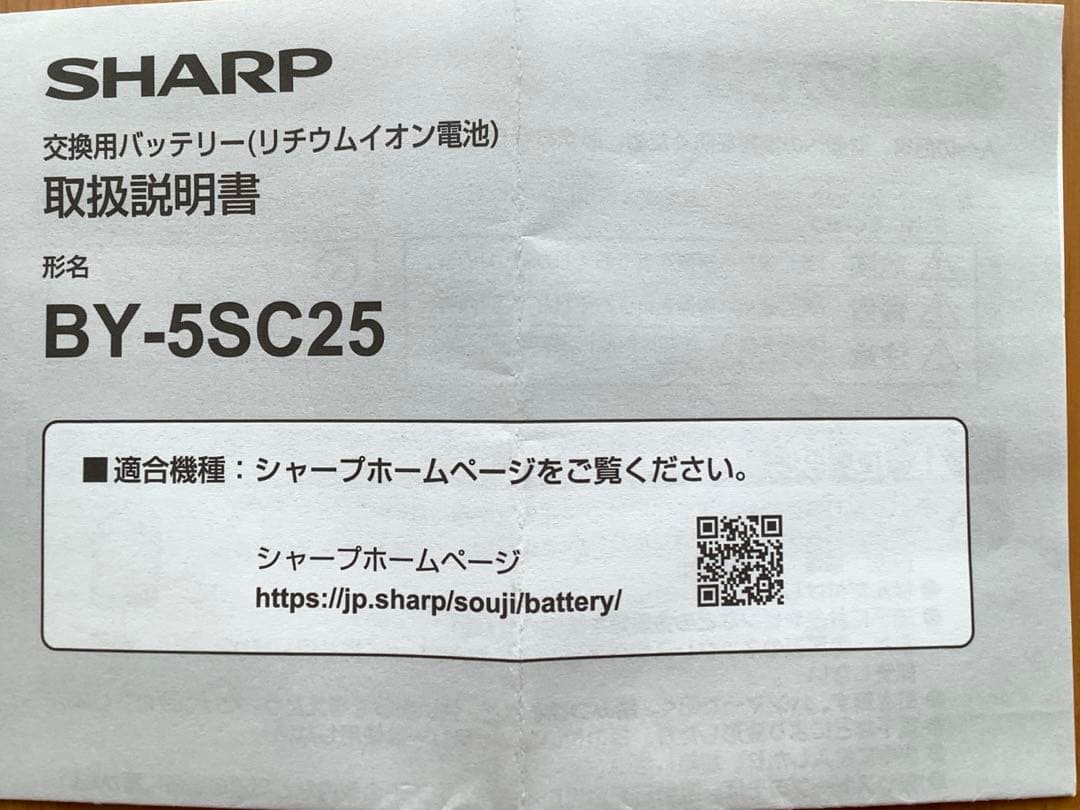 SHARP
交換用バッテリー(リチウムイオン電池)
取扱説明書
形名
BY-5SC25
■適合機種：シャープホームページをご覧ください。
シャープホームページ
https://jp.sharp/souji/battery/